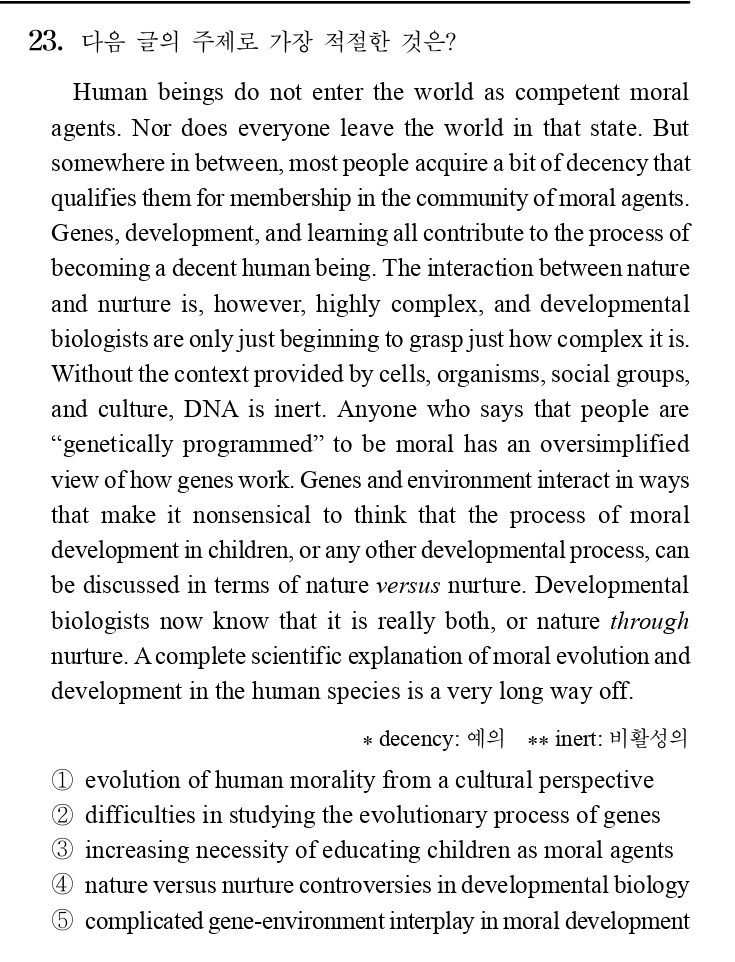 23. 다음 글의 주제로 가장 적절한 것은?
Human beings do not enter the world as competent moral
agents. Nor does everyone leave the world in that state. But
somewhere in between, most people acquire a bit of decency that
qualifies them for membership in the community of moral agents.
Genes, development, and learning all contribute to the process of
becoming a decent human being. The interaction between nature
and nurture is, however, highly complex, and developmental
biologists are only just beginning to grasp just how complex it is.
Without the context provided by cells, organisms, social groups,
and culture, DNA is inert. Anyone who says that people are
“genetically programmed” to be moral has an oversimplified
view of how genes work. Genes and environment interact in ways
that make it nonsensical to think that the process of moral
development in children, or any other developmental process, can
be discussed in terms of nature versus nurture. Developmental
biologists now know that it is really both, or nature through
nurture. A complete scientific explanation of moral evolution and
development in the human species is a very long way off.
* decency: 예의 ** inert: 비활성의
① evolution of human morality from a cultural perspective
② difficulties in studying the evolutionary process of genes
③ increasing necessity of educating children as moral agents
④ nature versus nurture controversies in developmental biology
⑤ complicated gene-environment interplay in moral development